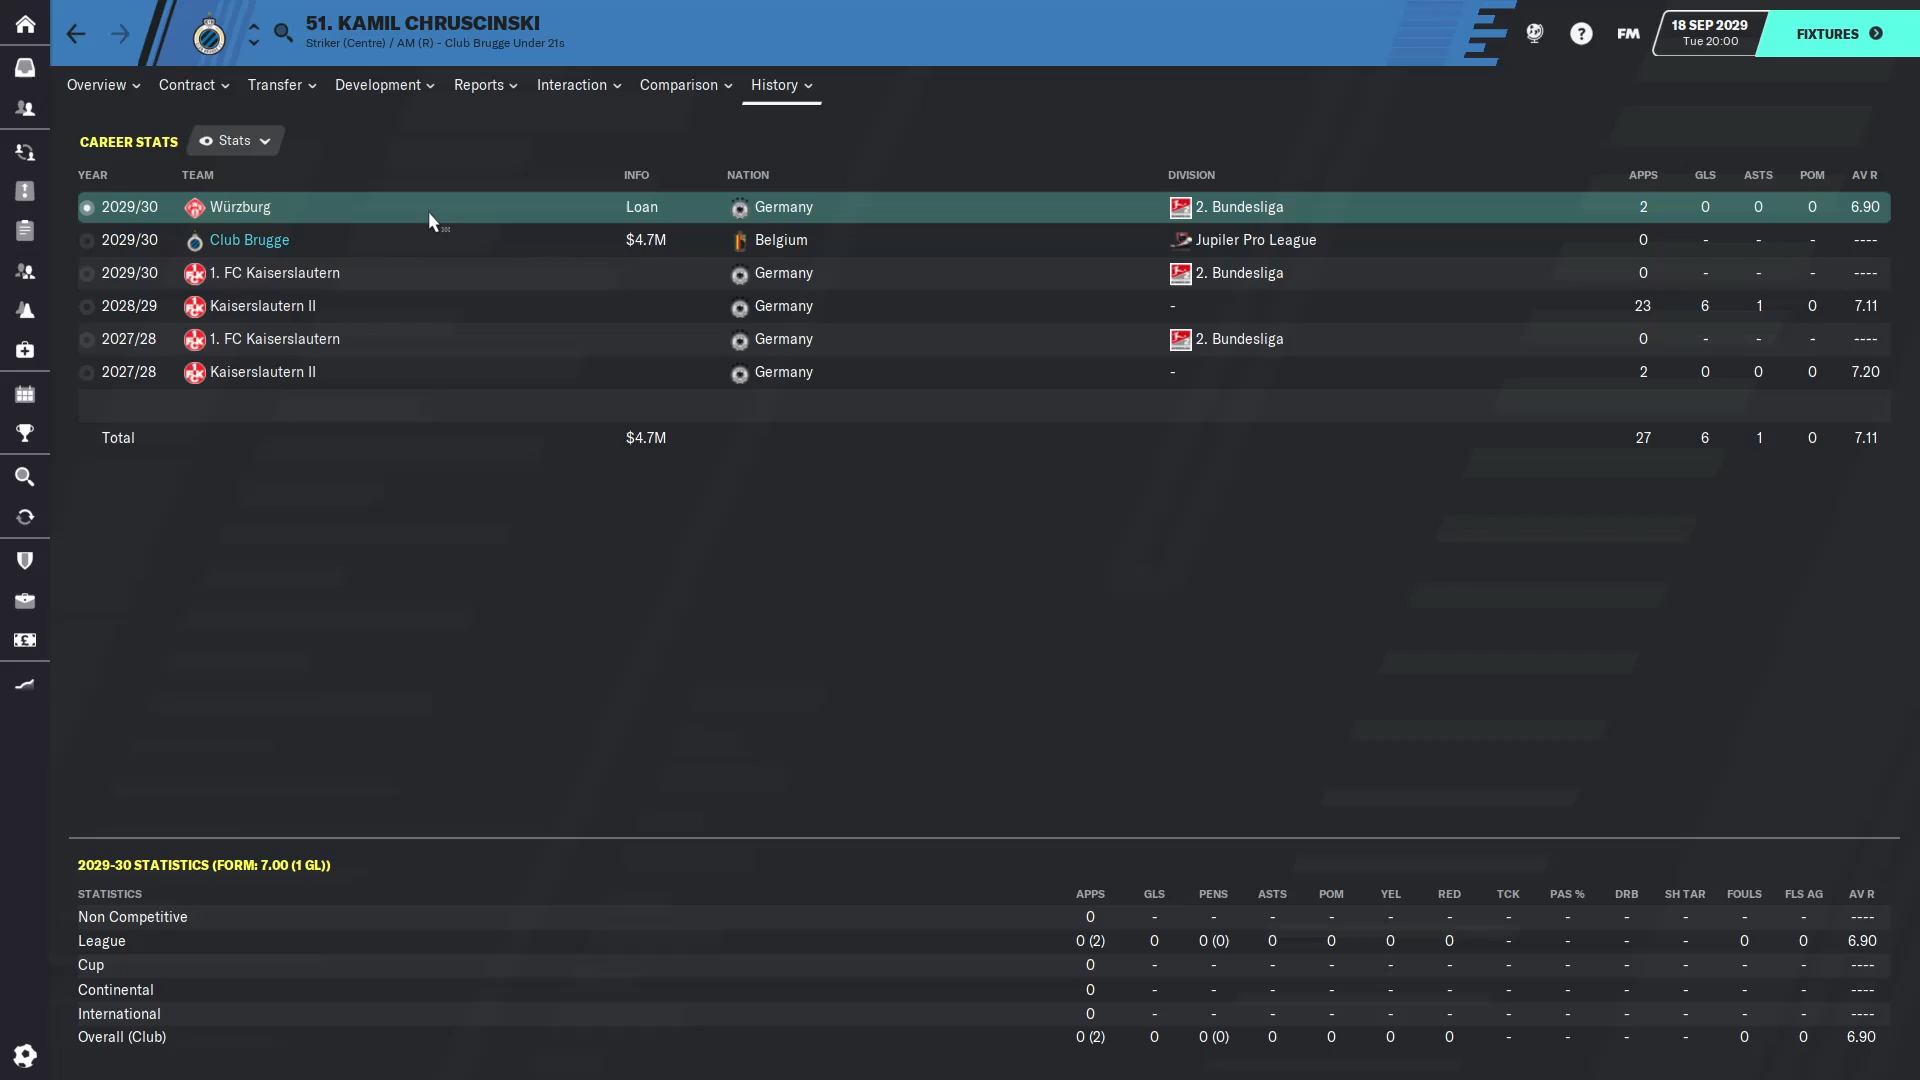 51. KAMIL CHRUSCINSKI
Striker (Centre) / AM (R) - Club Brugge Under 21s
FM
18 SEP 2029
Tue 20:00
FIXTURES
Overview Contract Transfer Development Reports Interaction Comparison History
CAREER STATS Stats
YEAR TEAM INFO NATION DIVISION APPS GLS ASTS POM AV R
2029/30 Würzburg Loan Germany 2. Bundesliga 2 0 0 0 6.90
2029/30 Club Brugge $4.7M Belgium Jupiler Pro League 0 - - - ----
2029/30 1. FC Kaiserslautern Germany 2. Bundesliga 0 - - - ----
2028/29 Kaiserslautern II Germany - 23 6 1 0 7.11
2027/28 1. FC Kaiserslautern Germany 2. Bundesliga 0 - - - ----
2027/28 Kaiserslautern II Germany - 2 0 0 0 7.20
Total $4.7M 27 6 1 0 7.11
2029-30 STATISTICS (FORM: 7.00 (1 GL))
STATISTICS APPS GLS PENS ASTS POM YEL RED TCK PAS % DRB SH TAR FOULS FLS AG AV R
Non Competitive 0 - - - - - - - - - - - - ----
League 0 (2) 0 0 (0) 0 0 0 0 - - - - 0 0 6.90
Cup 0 - - - - - - - - - - - - ----
Continental 0 - - - - - - - - - - - - ----
International 0 - - - - - - - - - - - - ----
Overall (Club) 0 (2) 0 0 (0) 0 0 0 0 - - - - 0 0 6.90